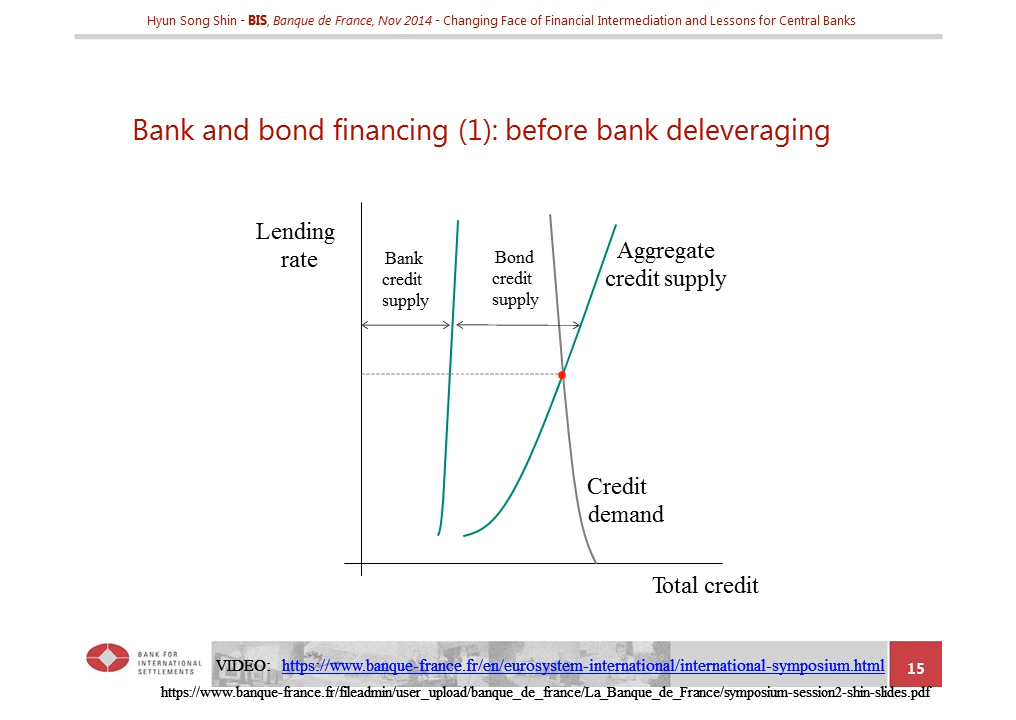 Hyun Song Shin - BIS, Banque de France, Nov 2014 - Changing Face of Financial Intermediation and Lessons for Central Banks
Bank and bond financing (1): before bank deleveraging
Lending
rate
Bank
credit
supply
Bond
credit
supply
Aggregate
credit supply
Credit
demand
Total credit
BANK FOR
INTERNATIONAL
SETTLEMENTS
VIDEO: https://www.banque-france.fr/en/eurosystem-international/international-symposium.html
15
https://www.banque-france.fr/fileadmin/user_upload/banque_de_france/La_Banque_de_France/symposium-session2-shin-slides.pdf